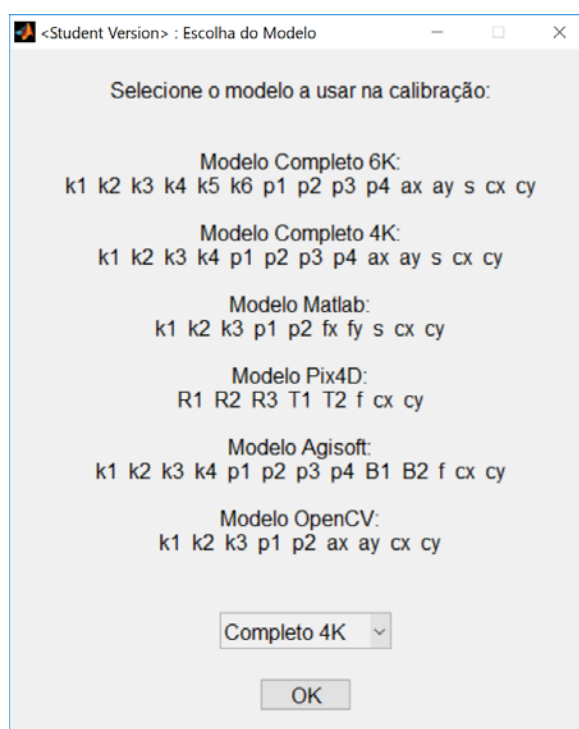 <Student Version> : Escolha do Modelo
Selecione o modelo a usar na calibração:
Modelo Completo 6K:
k1 k2 k3 k4 k5 k6 p1 p2 p3 p4 ax ay s cx cy
Modelo Completo 4K:
k1 k2 k3 k4 p1 p2 p3 p4 ax ay s cx cy
Modelo Matlab:
k1 k2 k3 p1 p2 fx fy s cx cy
Modelo Pix4D:
R1 R2 R3 T1 T2 f cx cy
Modelo Agisoft:
k1 k2 k3 k4 p1 p2 p3 p4 B1 B2 f cx cy
Modelo OpenCV:
k1 k2 k3 p1 p2 ax ay cx cy
Completo 4K
OK